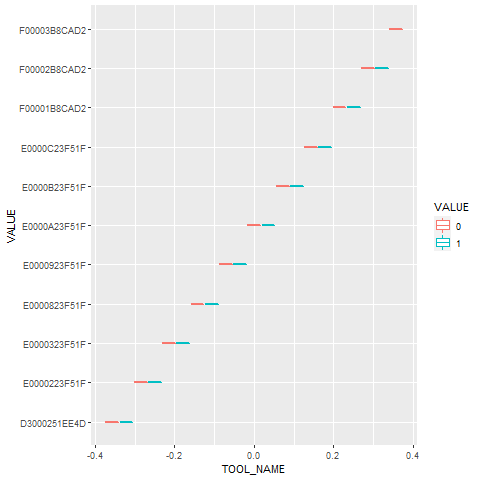 F00003B8CAD2
F00002B8CAD2
F00001B8CAD2
E0000C23F51F
E0000B23F51F
E0000A23F51F
E0000923F51F
E0000823F51F
E0000323F51F
E0000223F51F
D3000251EE4D
VALUE
-0.4 -0.2 0.0 0.2 0.4
TOOL_NAME
VALUE
0
1